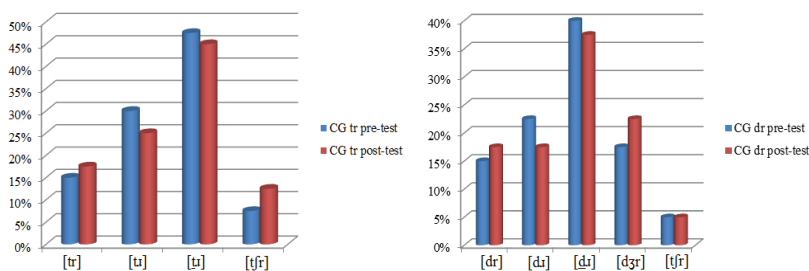 50%
45%
40%
35%
30%
25%
20%
15%
10%
5%
0%
[tr]
[tɹ]
[t̠ɹ]
[tʃr]
CG tr pre-test
CG tr post-test
40%
35%
30%
25%
20%
15%
10%
5%
0%
[dr]
[dɹ]
[d̠ɹ]
[dʒr]
[tʃr]
CG dr pre-test
CG dr post-test